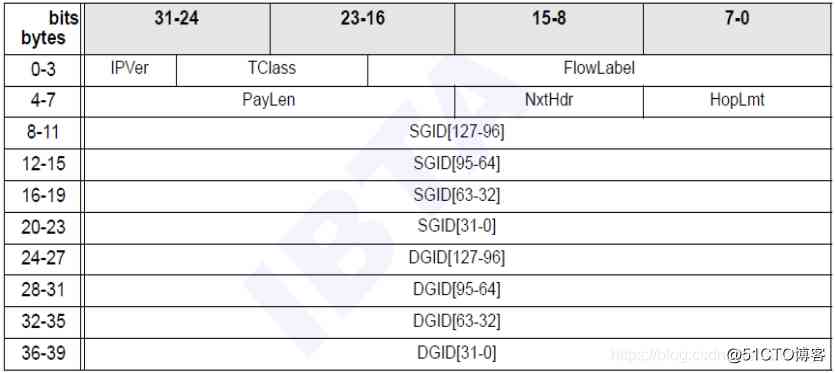 bits bytes 31-24 23-16 15-8 7-0
0-3 IPVer TClass FlowLabel
4-7 PayLen NxtHdr HopLmt
8-11 SGID[127-96]
12-15 SGID[95-64]
16-19 SGID[63-32]
20-23 SGID[31-0]
24-27 DGID[127-96]
28-31 DGID[95-64]
32-35 DGID[63-32]
36-39 DGID[31-0]
IBTA
https://blog.csdn
@51CTO博客